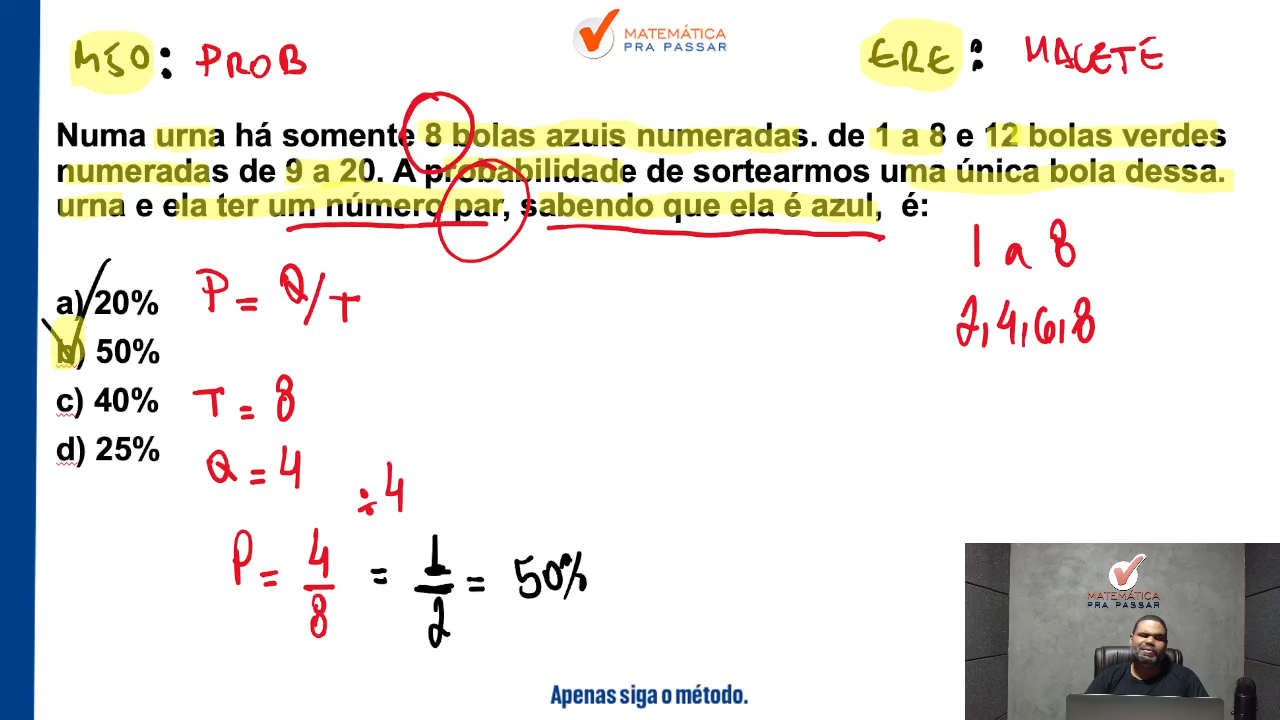 MATEMÁTICA
PRA PASSAR
MJO : PROB
ERE : MACETE
Numa urna há somente 8 bolas azuis numeradas. de 1 a 8 e 12 bolas verdes
numeradas de 9 a 20. A probabilidade de sortearmos uma única bola dessa.
urna e ela ter um número par, sabendo que ela é azul, é:
1 a 8
2, 4, 6, 8
a) 20%
b) 50%
c) 40%
d) 25%
P = Q/T
T = 8
Q = 4
÷4
P = 4/8 = 1/2 = 50%
MATEMÁTICA
PRA PASSAR
Apenas siga o método.